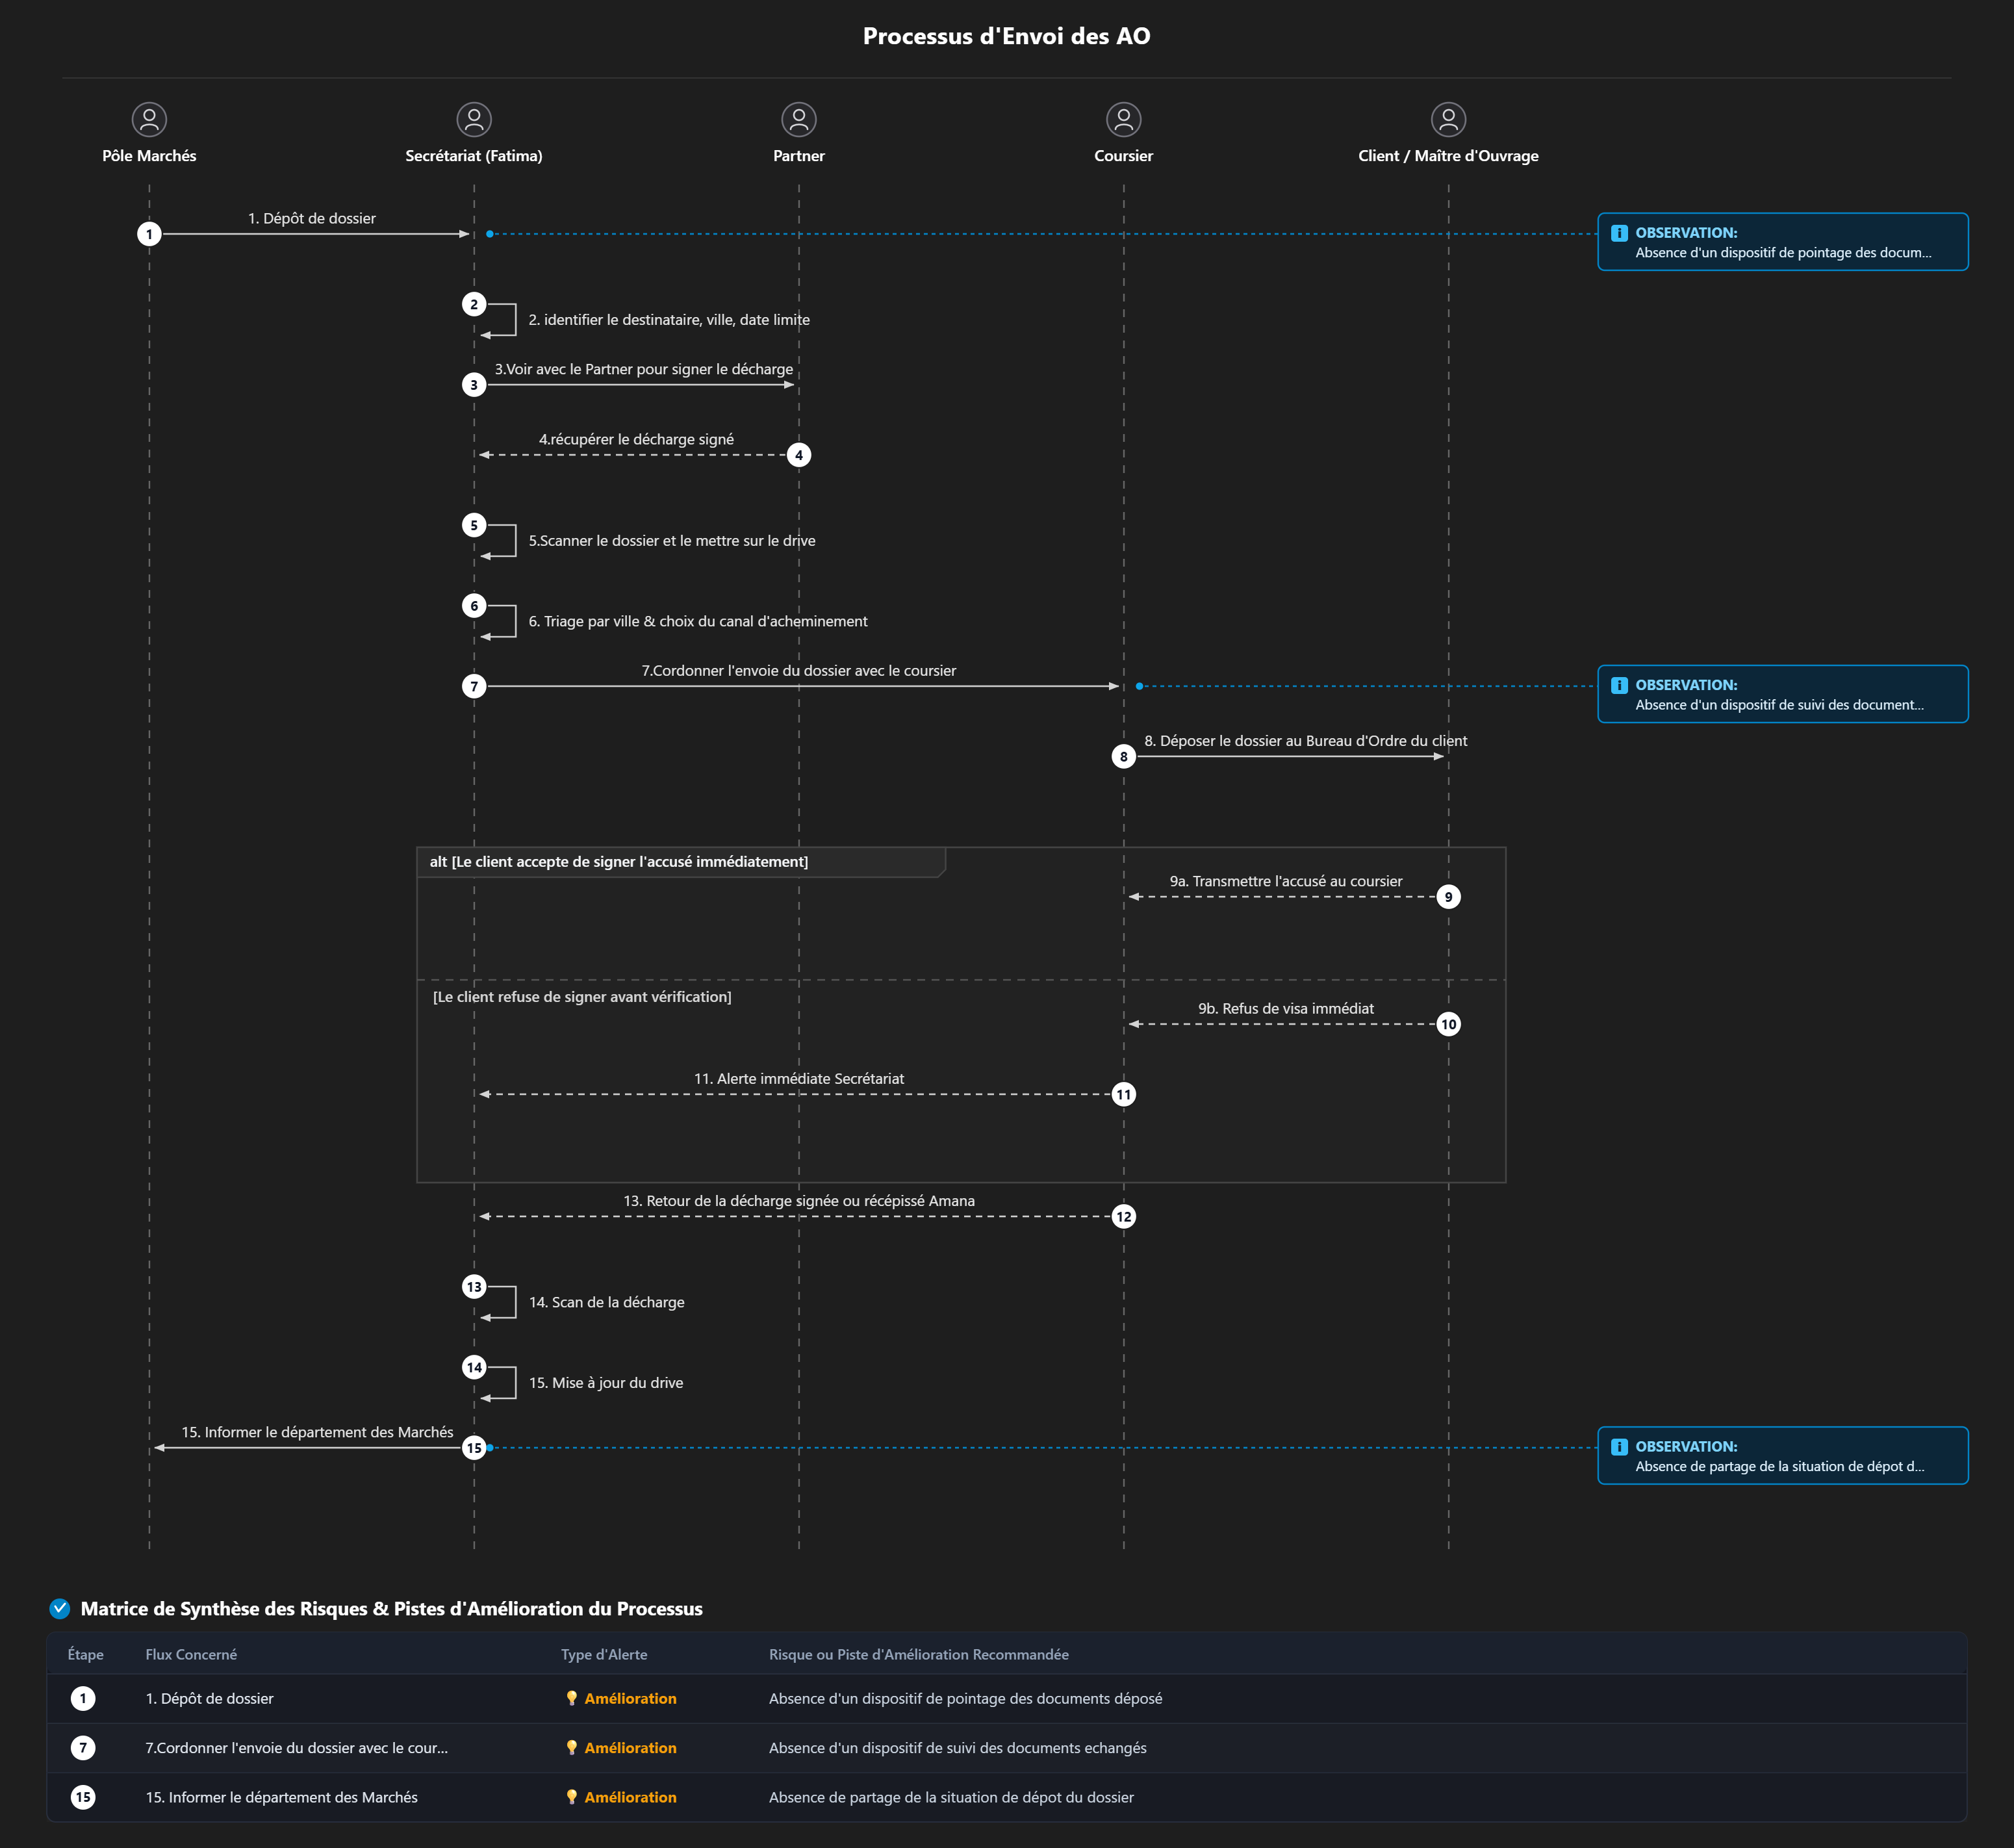 Processus d'Envoi des AO
Pôle Marchés
Secrétariat (Fatima)
Partner
Coursier
Client / Maître d'Ouvrage
1. Dépôt de dossier
1
OBSERVATION:
Absence d'un dispositif de pointage des docum...
2
2. identifier le destinataire, ville, date limite
3.Voir avec le Partner pour signer le décharge
3
4.récupérer le décharge signé
4
5
5.Scanner le dossier et le mettre sur le drive
6
6. Triage par ville & choix du canal d'acheminement
7.Cordonner l'envoie du dossier avec le coursier
7
OBSERVATION:
Absence d'un dispositif de suivi des document...
8. Déposer le dossier au Bureau d'Ordre du client
8
alt [Le client accepte de signer l'accusé immédiatement]
9a. Transmettre l'accusé au coursier
9
[Le client refuse de signer avant vérification]
9b. Refus de visa immédiat
10
11. Alerte immédiate Secrétariat
11
13. Retour de la décharge signée ou récépissé Amana
12
13
14. Scan de la décharge
14
15. Mise à jour du drive
15. Informer le département des Marchés
15
OBSERVATION:
Absence de partage de la situation de dépot d...
Matrice de Synthèse des Risques & Pistes d'Amélioration du Processus
Étape Flux Concerné Type d'Alerte Risque ou Piste d'Amélioration Recommandée
1 1. Dépôt de dossier Amélioration Absence d'un dispositif de pointage des documents déposé
7 7.Cordonner l'envoie du dossier avec le cour... Amélioration Absence d'un dispositif de suivi des documents echangés
15 15. Informer le département des Marchés Amélioration Absence de partage de la situation de dépot du dossier